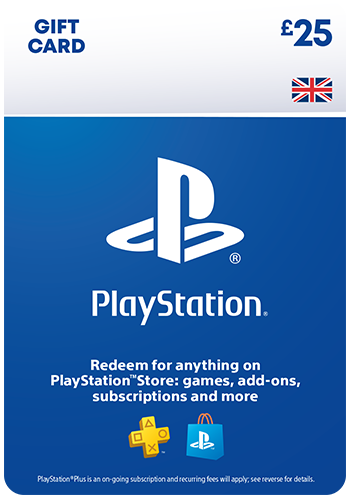 GIFT £25
CARD
PlayStation®
Redeem for anything on
PlayStation™Store: games, add-ons,
subscriptions and more
PlayStation®Plus is an on-going subscription and recurring fees will apply; see reverse for details.